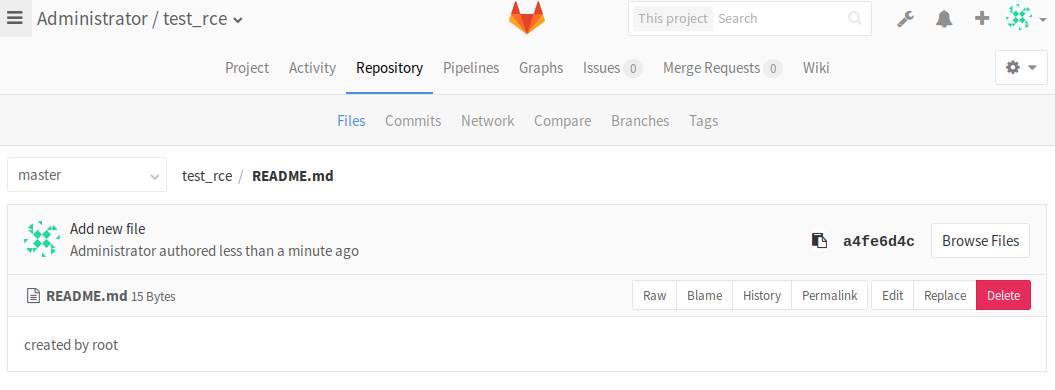 Administrator / test_rce This project Search
Project Activity Repository Pipelines Graphs Issues 0 Merge Requests 0 Wiki
Files Commits Network Compare Branches Tags
master test_rce / README.md
Add new file
Administrator authored less than a minute ago a4fe6d4c Browse Files
README.md 15 Bytes Raw Blame History Permalink Edit Replace Delete
created by root